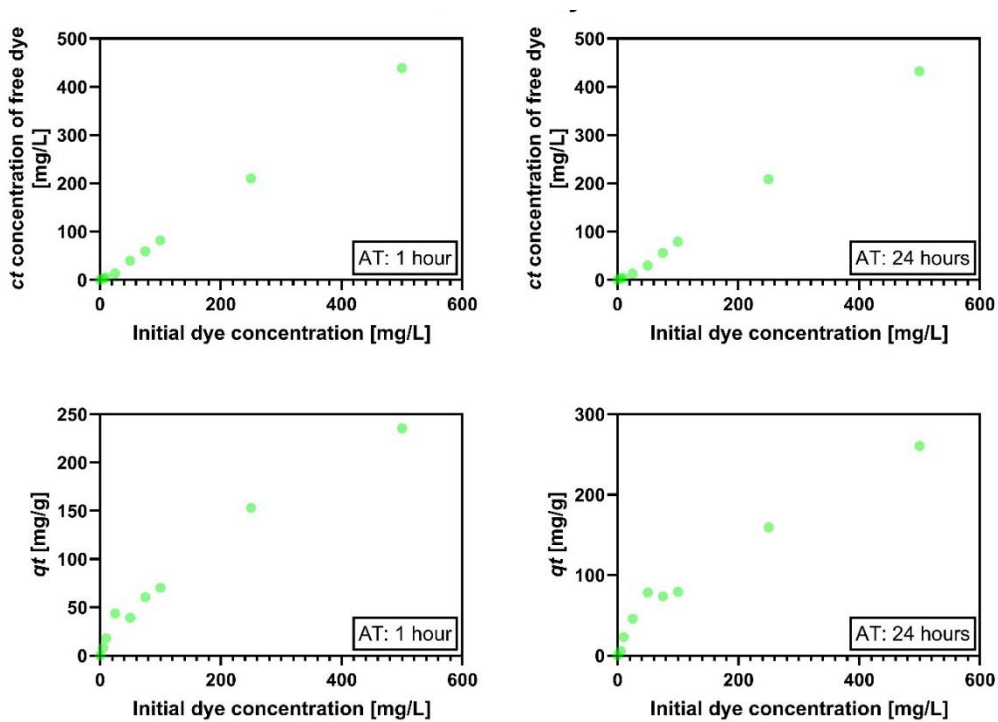 ct concentration of free dye
[mg/L]
500
400
300
200
100
0
0 200 400 600
Initial dye concentration [mg/L]
AT: 1 hour
ct concentration of free dye
[mg/L]
500
400
300
200
100
0
0 200 400 600
Initial dye concentration [mg/L]
AT: 24 hours
qt [mg/g]
250
200
150
100
50
0
0 200 400 600
Initial dye concentration [mg/L]
AT: 1 hour
qt [mg/g]
300
200
100
0
0 200 400 600
Initial dye concentration [mg/L]
AT: 24 hours